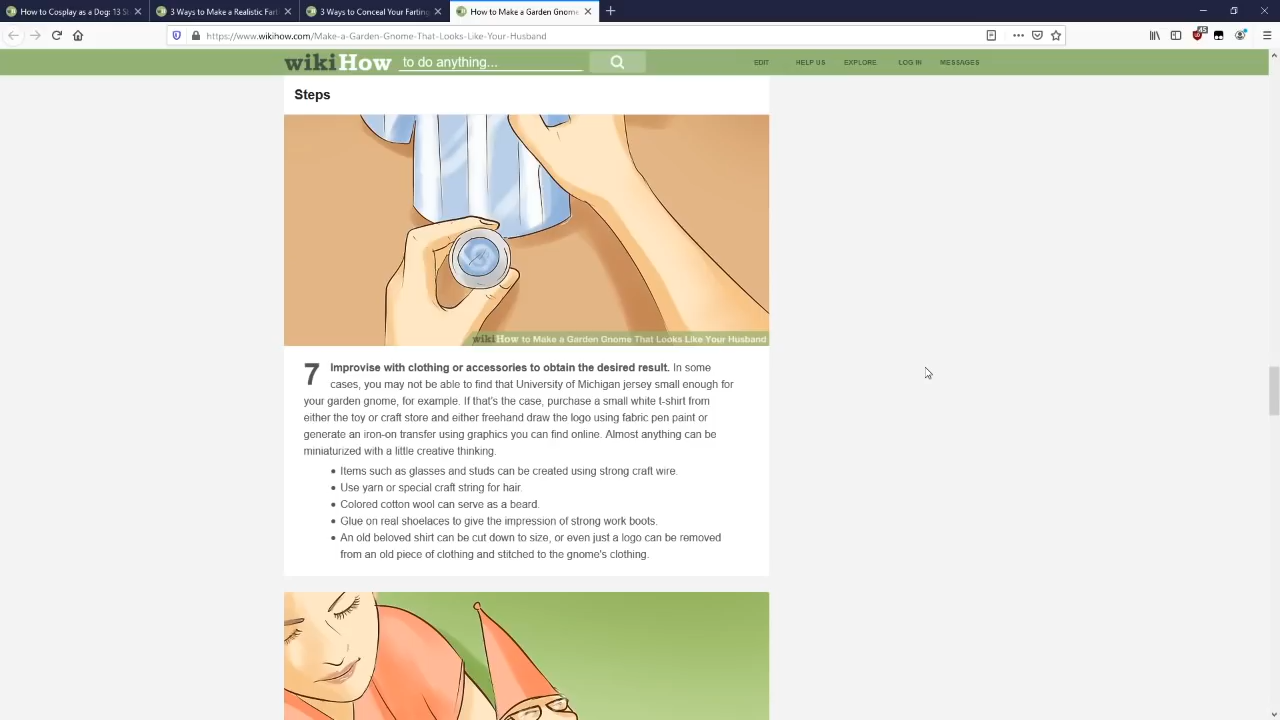 How to Cosplay as a Dog: 13 St
3 Ways to Make a Realistic Fart
3 Ways to Conceal Your Farting
How to Make a Garden Gnome
https://www.wikihow.com/Make-a-Garden-Gnome-That-Looks-Like-Your-Husband
wikiHow to do anything...
EDIT HELP US EXPLORE LOG IN MESSAGES
Steps
wikiHow to Make a Garden Gnome That Looks Like Your Husband
7 Improvise with clothing or accessories to obtain the desired result. In some
cases, you may not be able to find that University of Michigan jersey small enough for
your garden gnome, for example. If that's the case, purchase a small white t-shirt from
either the toy or craft store and either freehand draw the logo using fabric pen paint or
generate an iron-on transfer using graphics you can find online. Almost anything can be
miniaturized with a little creative thinking.
Items such as glasses and studs can be created using strong craft wire.
Use yarn or special craft string for hair.
Colored cotton wool can serve as a beard.
Glue on real shoelaces to give the impression of strong work boots.
An old beloved shirt can be cut down to size, or even just a logo can be removed
from an old piece of clothing and stitched to the gnome's clothing.